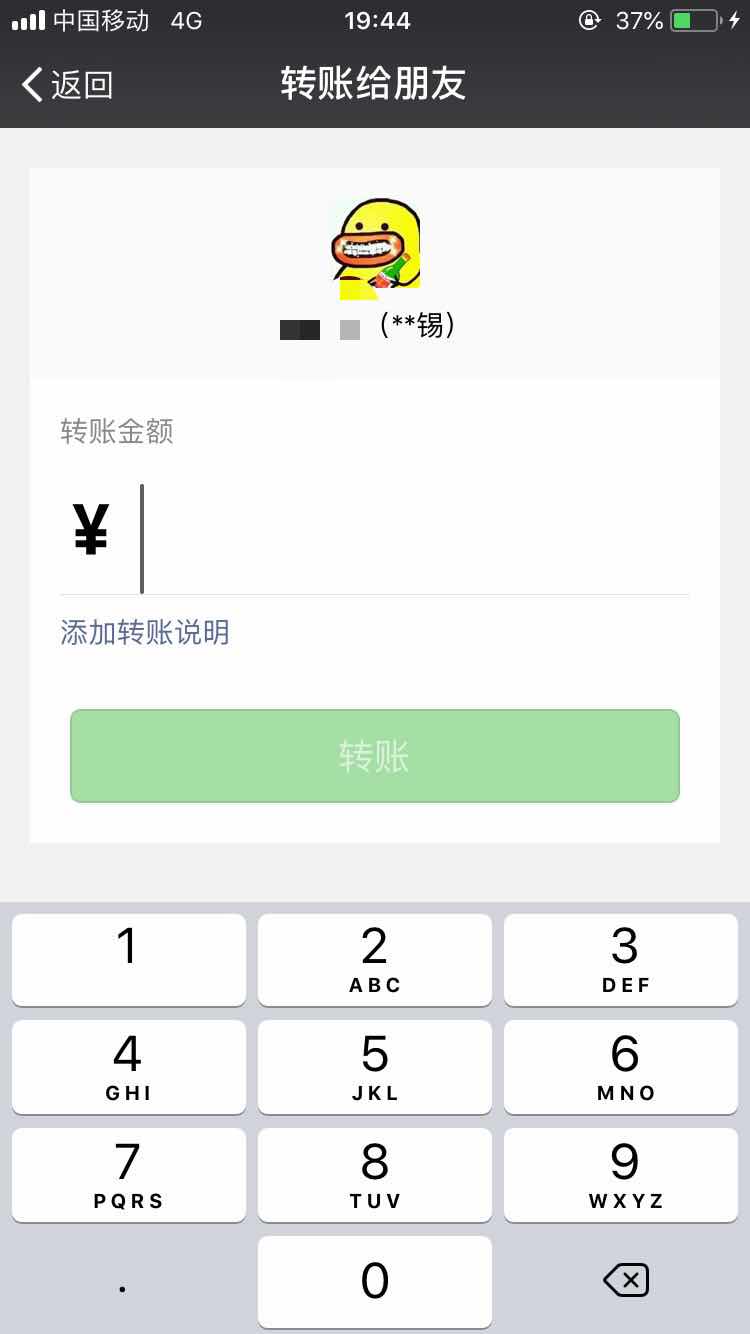 中国移动 4G 19:44 37%
返回 转账给朋友
(**锡)
转账金额
¥
添加转账说明
转账
1 2 3
ABC DEF
4 5 6
GHI JKL MNO
7 8 9
PQRS TUV WXYZ
. 0